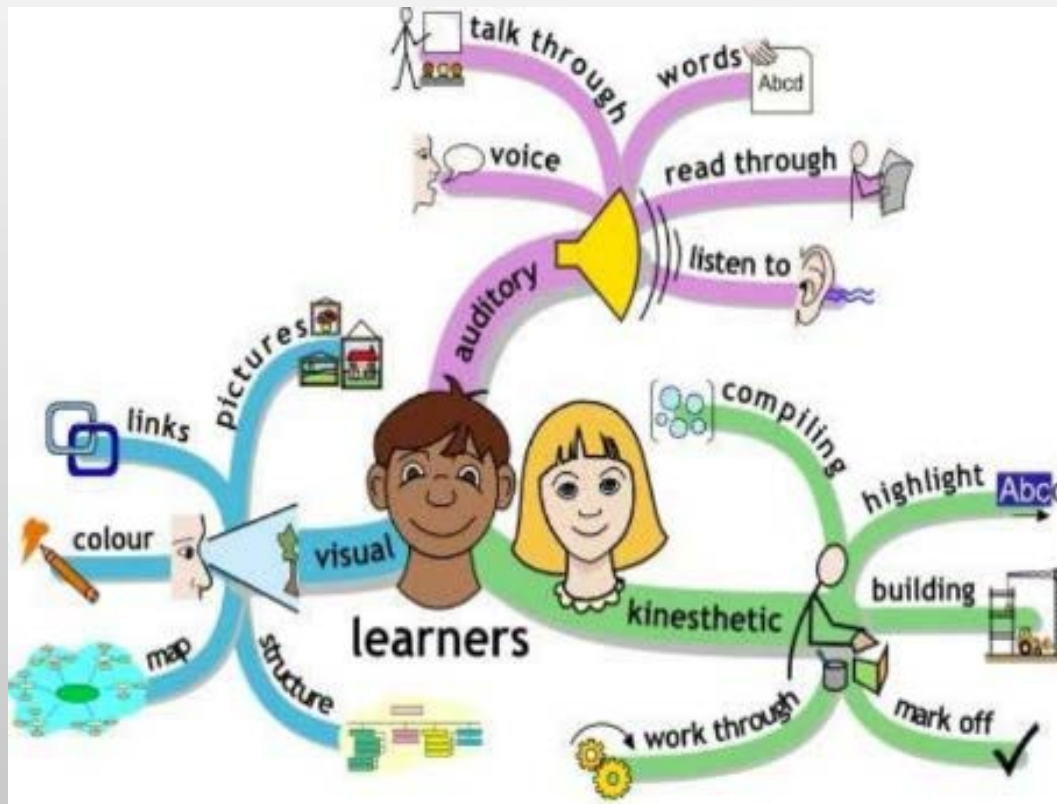 talk through
words
Abcd
voice
read through
listen to
auditory
pictures
links
colour
visual
map
structure
learners
compiling
highlight
Abc
building
kinesthetic
work through
mark off